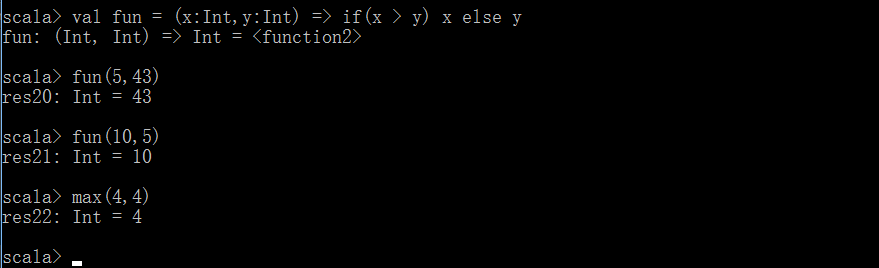 scala> val fun = (x:Int,y:Int) => if(x > y) x else y
fun: (Int, Int) => Int = <function2>
scala> fun(5,43)
res20: Int = 43
scala> fun(10,5)
res21: Int = 10
scala> max(4,4)
res22: Int = 4
scala>